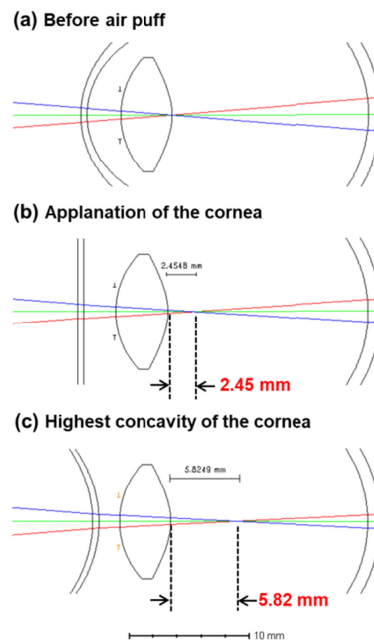 (a) Before air puff
(b) Applanation of the cornea
2.4548 mm
2.45 mm
(c) Highest concavity of the cornea
5.8249 mm
5.82 mm
10 mm